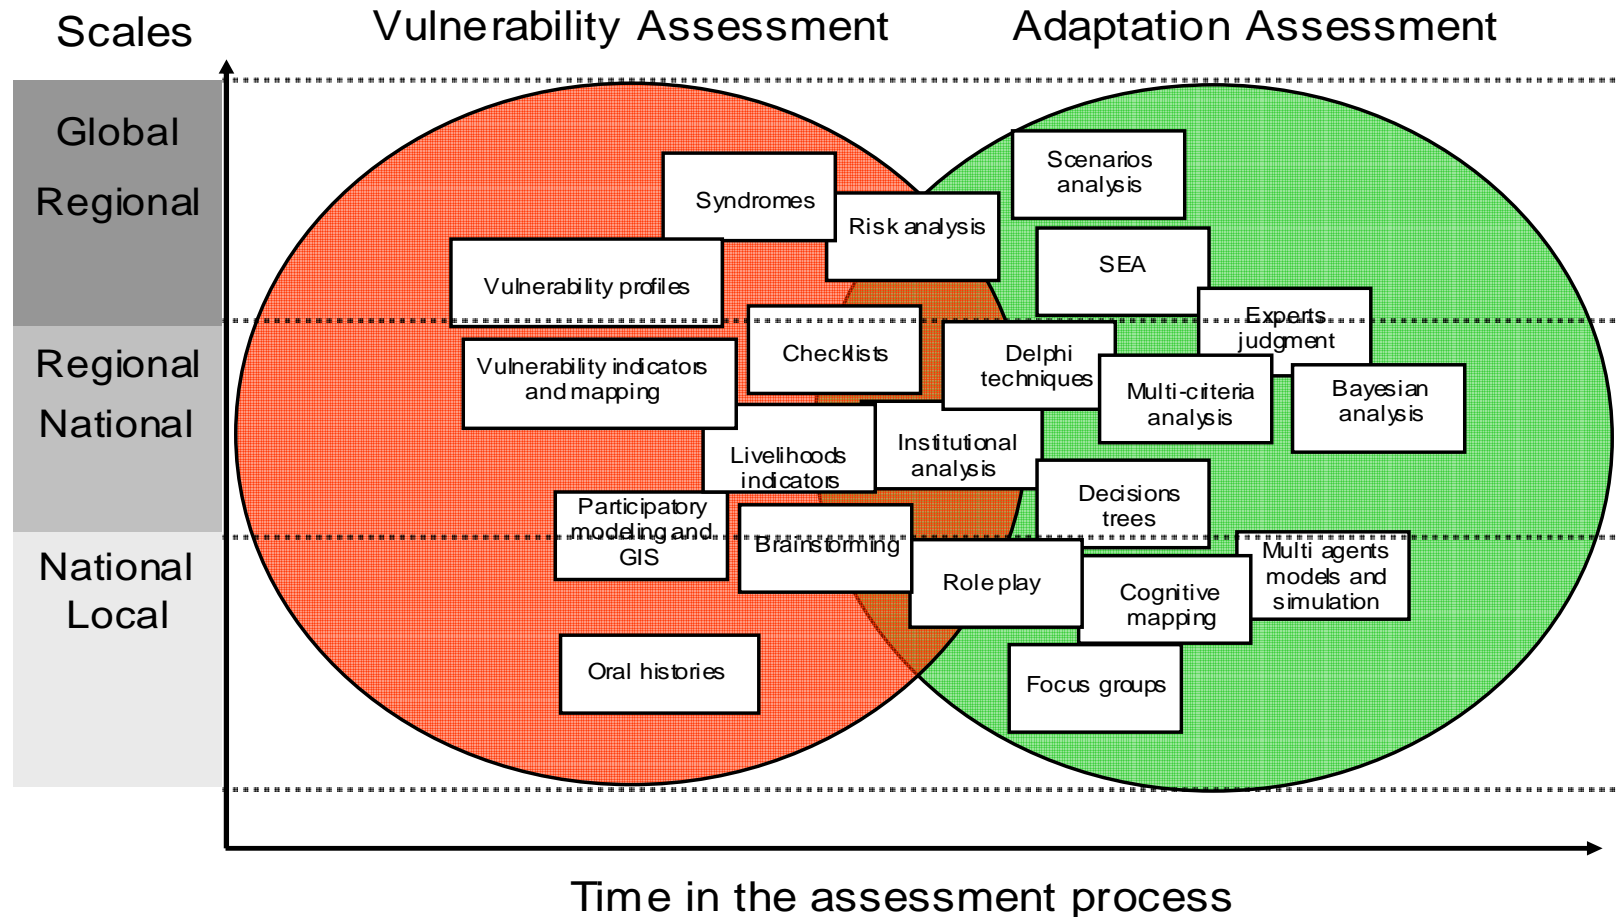 Scales
Vulnerability Assessment
Adaptation Assessment
Global
Regional
Regional
National
National
Local
Syndromes
Risk analysis
Scenarios
analysis
SEA
Vulnerability profiles
Experts
judgment
Checklists
Delphi
techniques
Vulnerability indicators
and mapping
Multi-criteria
analysis
Bayesian
analysis
Livelihoods
indicators
Institutional
analysis
Decisions
trees
Participatory
modeling and
GIS
Brainstorming
Role play
Cognitive
mapping
Multi agents
models and
simulation
Oral histories
Focus groups
Time in the assessment process